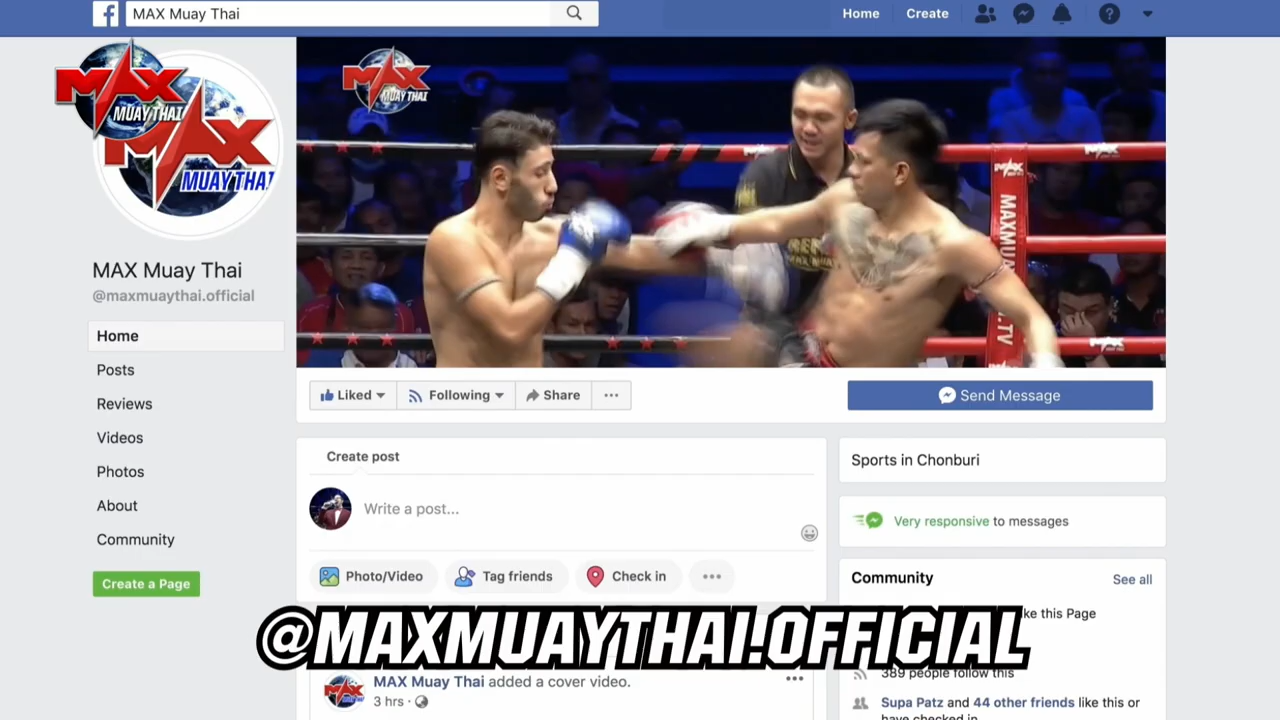 MAX Muay Thai
Home
Create
MAX
MUAY THAI
MAX
MUAY THAI
MAX
MUAY THAI
MAX Muay Thai
@maxmuaythai.official
Home
Posts
Reviews
Videos
Photos
About
Community
Create a Page
Liked
Following
Share
Send Message
Create post
Write a post...
Photo/Video
Tag friends
Check in
Sports in Chonburi
Very responsive to messages
Community
See all
ke this Page
389 people follow this
Supa Patz and 44 other friends like this or
have checked in
@MAXMUAYTHAI.OFFICIAL
MAX Muay Thai added a cover video.
3 hrs